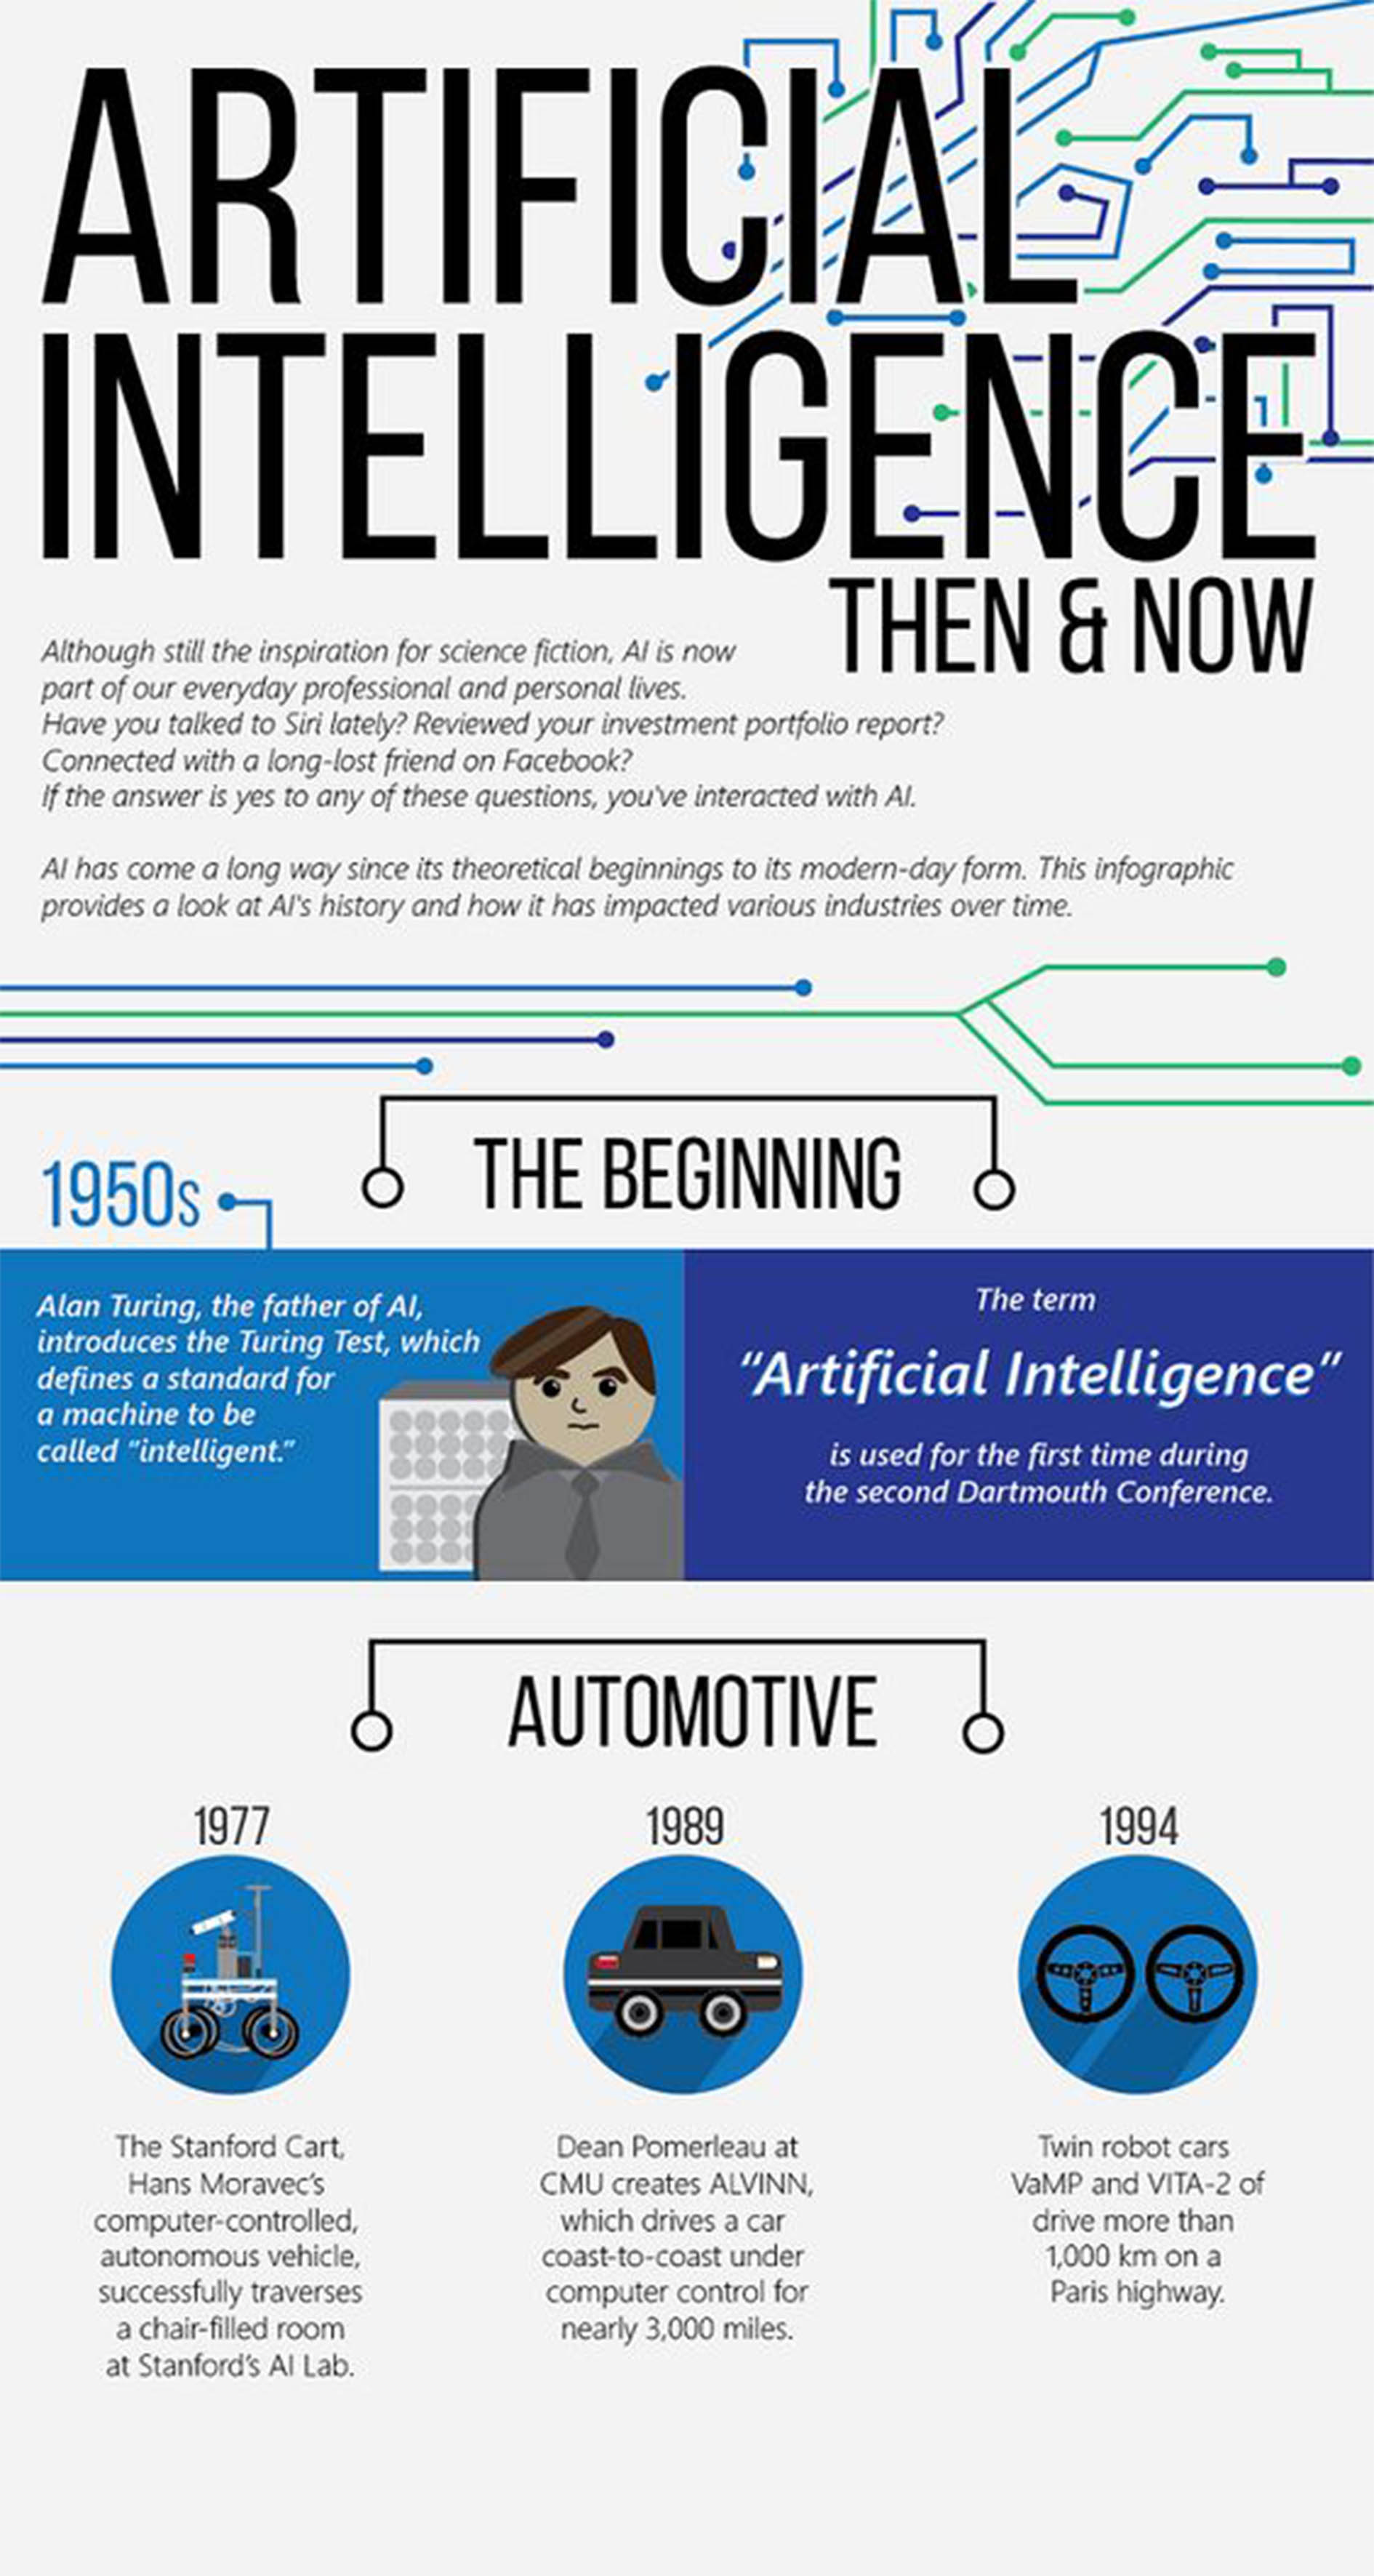 ARTIFICIAL
INTELLIGENCE
THEN & NOW
Although still the inspiration for science fiction, AI is now
part of our everyday professional and personal lives.
Have you talked to Siri lately? Reviewed your investment portfolio report?
Connected with a long-lost friend on Facebook?
If the answer is yes to any of these questions, you've interacted with AI.
AI has come a long way since its theoretical beginnings to its modern-day form. This infographic
provides a look at AI's history and how it has impacted various industries over time.
THE BEGINNING
1950s
Alan Turing, the father of AI,
introduces the Turing Test, which
defines a standard for
a machine to be
called "intelligent."
The term
"Artificial Intelligence"
is used for the first time during
the second Dartmouth Conference.
AUTOMOTIVE
1977
The Stanford Cart,
Hans Moravec's
computer-controlled,
autonomous vehicle,
successfully traverses
a chair-filled room
at Stanford's AI Lab.
1989
Dean Pomerleau at
CMU creates ALVINN,
which drives a car
coast-to-coast under
computer control for
nearly 3,000 miles.
1994
Twin robot cars
VaMP and VITA-2 of
drive more than
1,000 km on a
Paris highway.